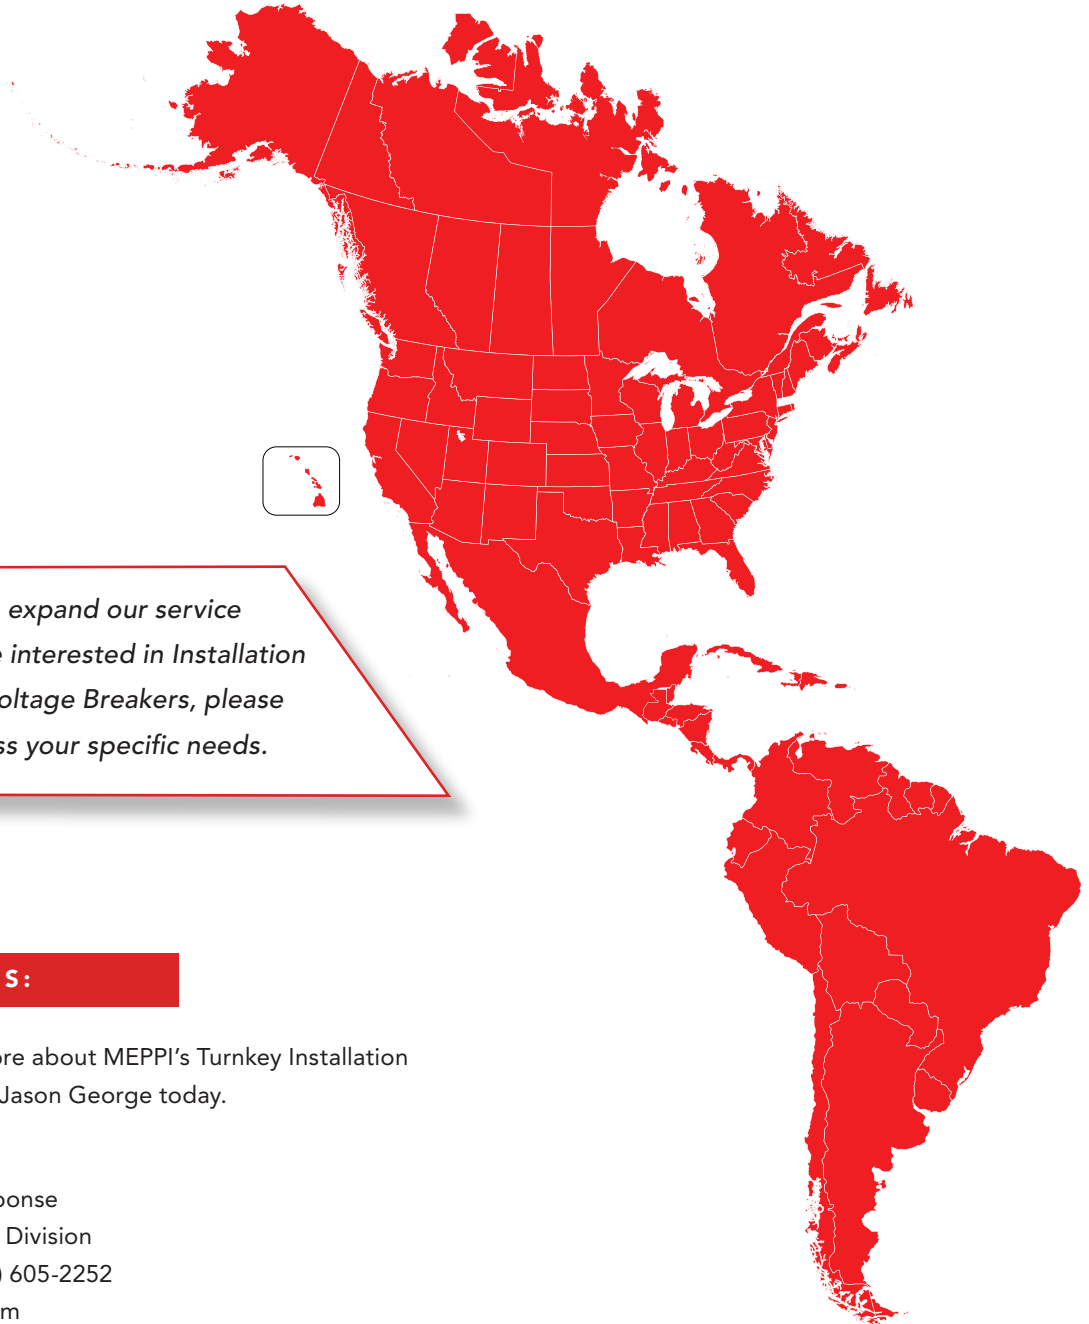 expand our service
interested in Installation
oltage Breakers, please
ss your specific needs.
S:
ore about MEPPI's Turnkey Installation
Jason George today.
ponse
Division
) 605-2252
m